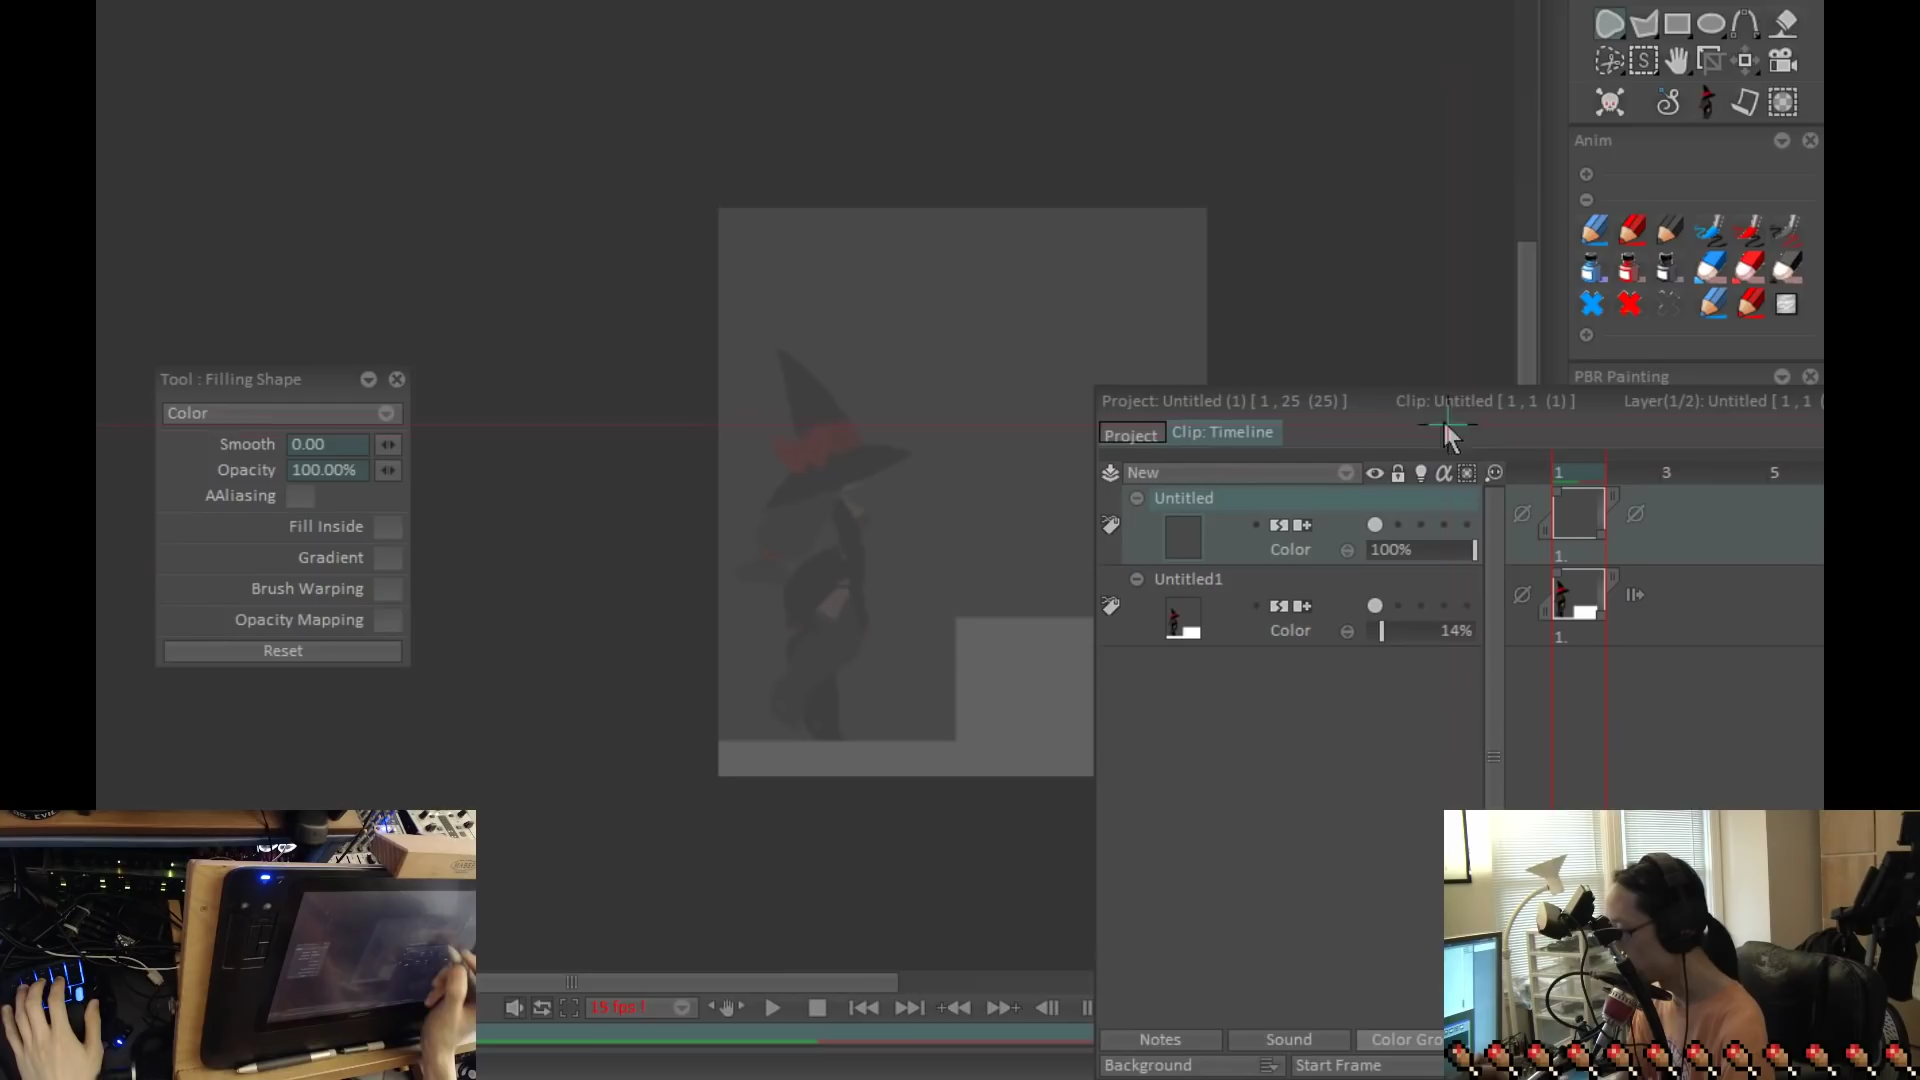 Anim
PBR Painting
Tool : Filling Shape
Color
Smooth 0.00
Opacity 100.00%
AAliasing
Fill Inside
Gradient
Brush Warping
Opacity Mapping
Reset
Project: Untitled (1) [ 1 , 25 (25) ] Clip: Untitled [ 1 , 1 (1) ] Layer(1/2): Untitled [ 1 , 1 (
Project Clip: Timeline
New 1 3 5
Untitled
Color 100%
1.
Untitled1
Color 14%
1.
15 fps !
Notes Sound Color Gro
Background Start Frame